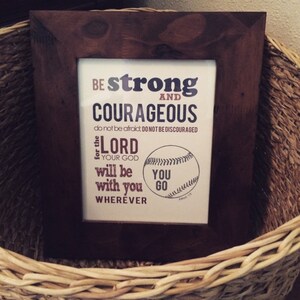 BE strong
AND
COURAGEOUS
do not be afraid; DO NOT BE DISCOURAGED
for the LORD
YOUR GOD
will be
with you
WHEREVER
YOU
GO